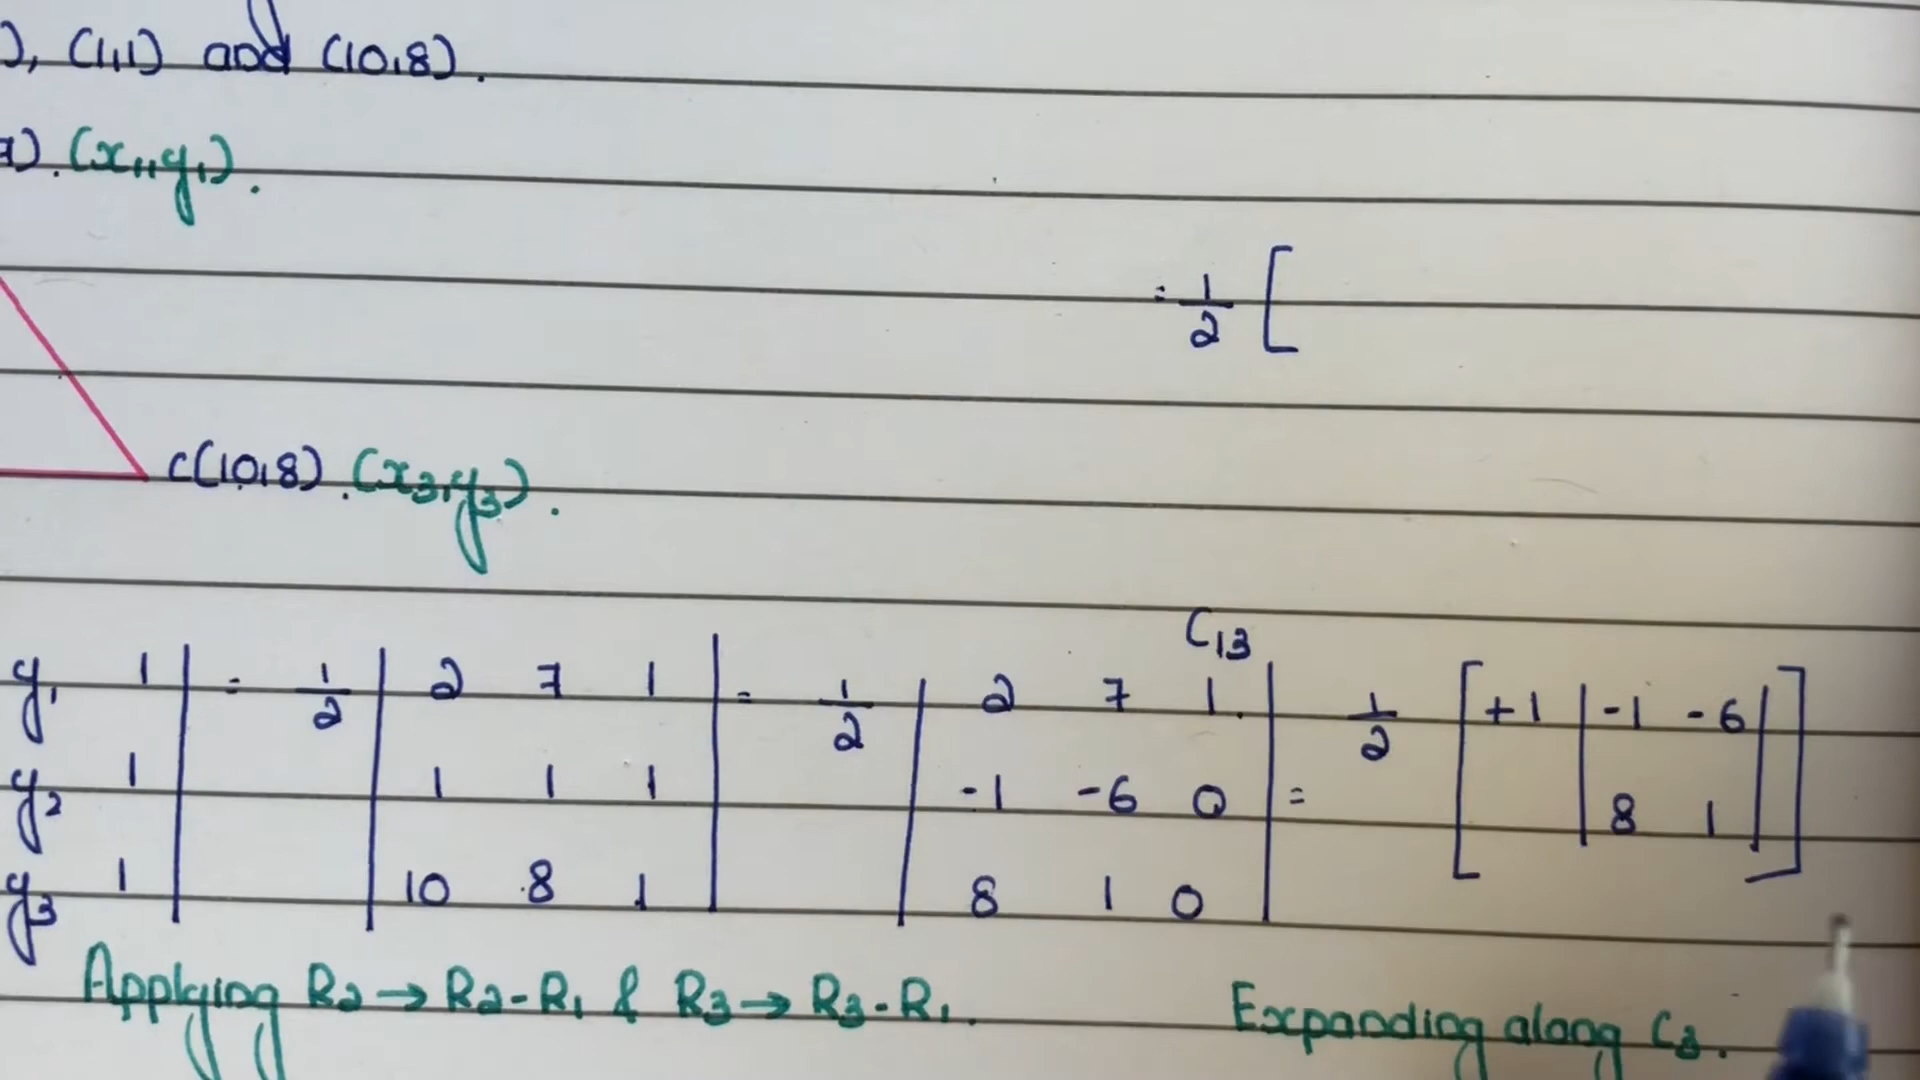 ), (1,1) and (10,8).
7). (x₁,y₁).
= 1/2 [
C(10,8). (x₃,y₃).
C₁₃
y₁ 1 | = 1/2 | 2 7 1 | = 1/2 | 2 7 1. | 1/2 [ +1 | -1 -6 | ]
y₂ 1 | | 1 1 1 | | -1 -6 0 | = [ | 8 1 | ]
y₃ 1 | | 10 8 1 | | 8 1 0 |
Applying R₂ → R₂-R₁ & R₃ → R₃-R₁. Expanding along C₃.